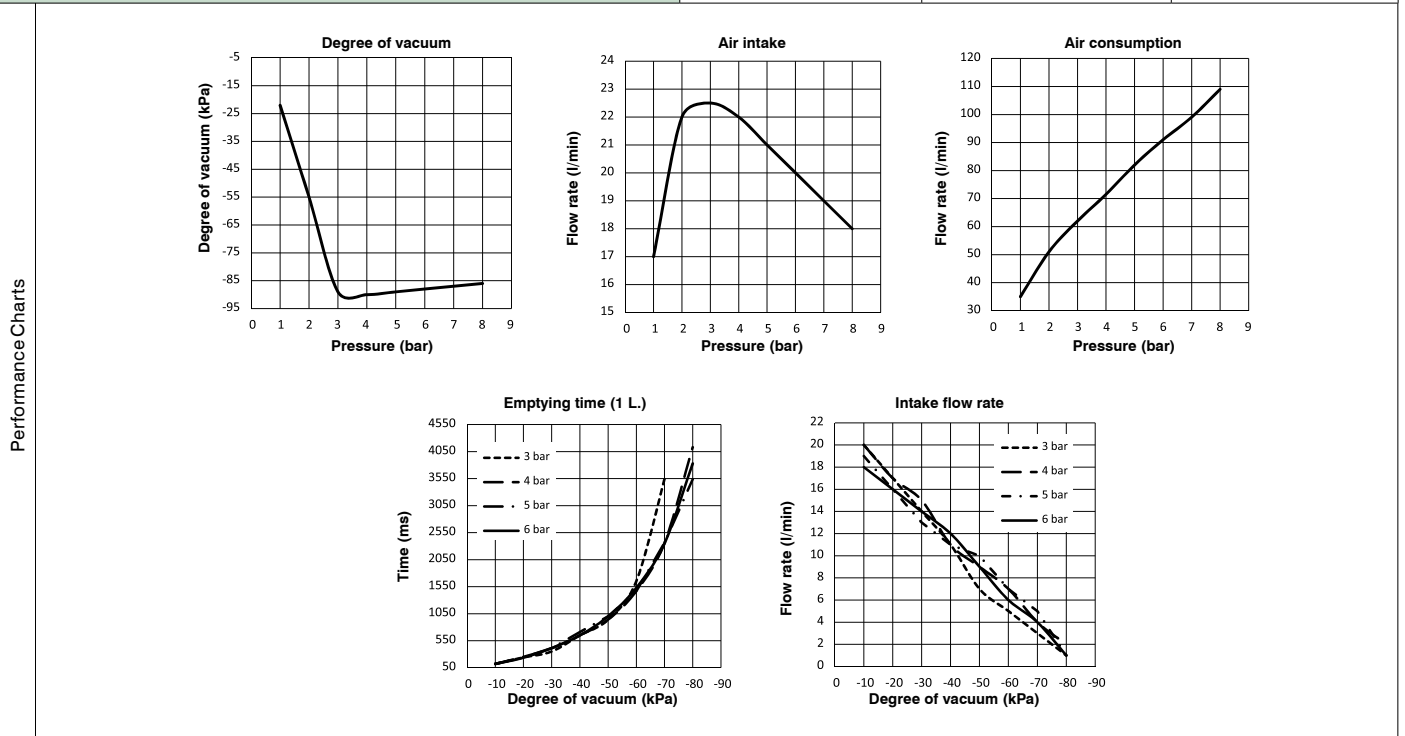 Performance Charts
Degree of vacuum
Degree of vacuum (kPa)
-5
-15
-25
-35
-45
-55
-65
-75
-85
-95
0 1 2 3 4 5 6 7 8 9
Pressure (bar)
Air intake
Flow rate (l/min)
24
23
22
21
20
19
18
17
16
15
0 1 2 3 4 5 6 7 8 9
Pressure (bar)
Air consumption
Flow rate (l/min)
120
110
100
90
80
70
60
50
40
30
0 1 2 3 4 5 6 7 8 9
Pressure (bar)
Emptying time (1 L.)
Time (ms)
4550
4050
3550
3050
2550
2050
1550
1050
550
50
3 bar
4 bar
5 bar
6 bar
0 -10 -20 -30 -40 -50 -60 -70 -80 -90
Degree of vacuum (kPa)
Intake flow rate
Flow rate (l/min)
22
20
18
16
14
12
10
8
6
4
2
0
3 bar
4 bar
5 bar
6 bar
0 -10 -20 -30 -40 -50 -60 -70 -80 -90
Degree of vacuum (kPa)